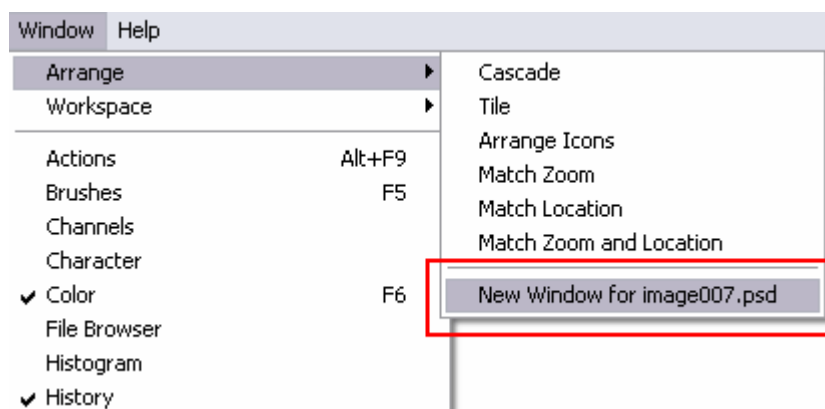 Window Help
Arrange
Workspace
Actions Alt+F9
Brushes F5
Channels
Character
Color F6
File Browser
Histogram
History
Cascade
Tile
Arrange Icons
Match Zoom
Match Location
Match Zoom and Location
New Window for image007.psd